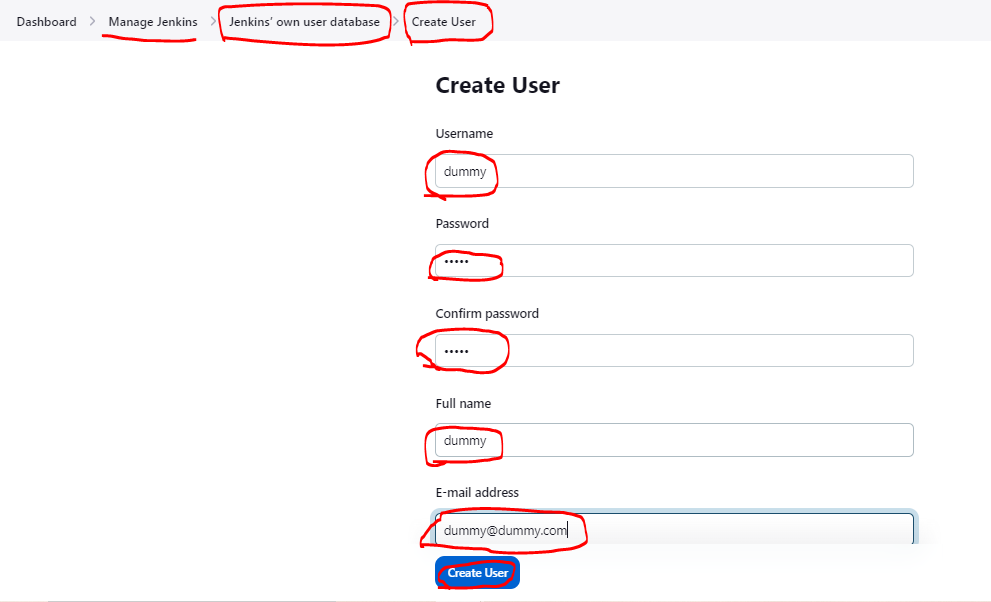 Dashboard > Manage Jenkins > Jenkins' own user database > Create User
Create User
Username
dummy
Password
•••••
Confirm password
•••••
Full name
dummy
E-mail address
dummy@dummy.com
Create User